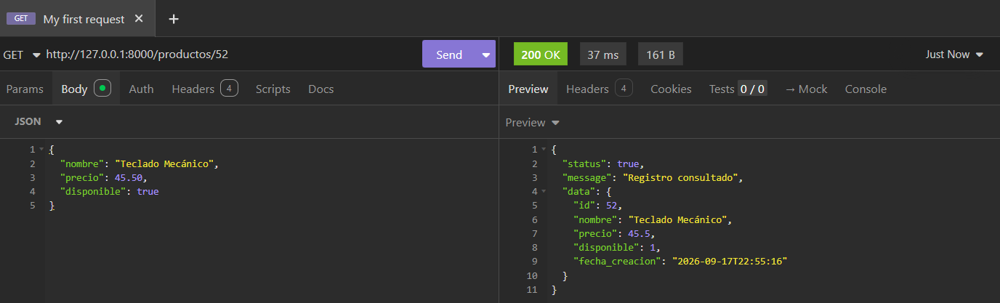 GET My first request
GET http://127.0.0.1:8000/productos/52 Send
200 OK 37 ms 161 B Just Now
Params Body Auth Headers 4 Scripts Docs
Preview Headers 4 Cookies Tests 0 / 0 → Mock Console
JSON
Preview
1 {
2 "nombre": "Teclado Mecánico",
3 "precio": 45.50,
4 "disponible": true
5 }
1 {
2 "status": true,
3 "message": "Registro consultado",
4 "data": {
5 "id": 52,
6 "nombre": "Teclado Mecánico",
7 "precio": 45.5,
8 "disponible": 1,
9 "fecha_creacion": "2026-09-17T22:55:16"
10 }
11 }